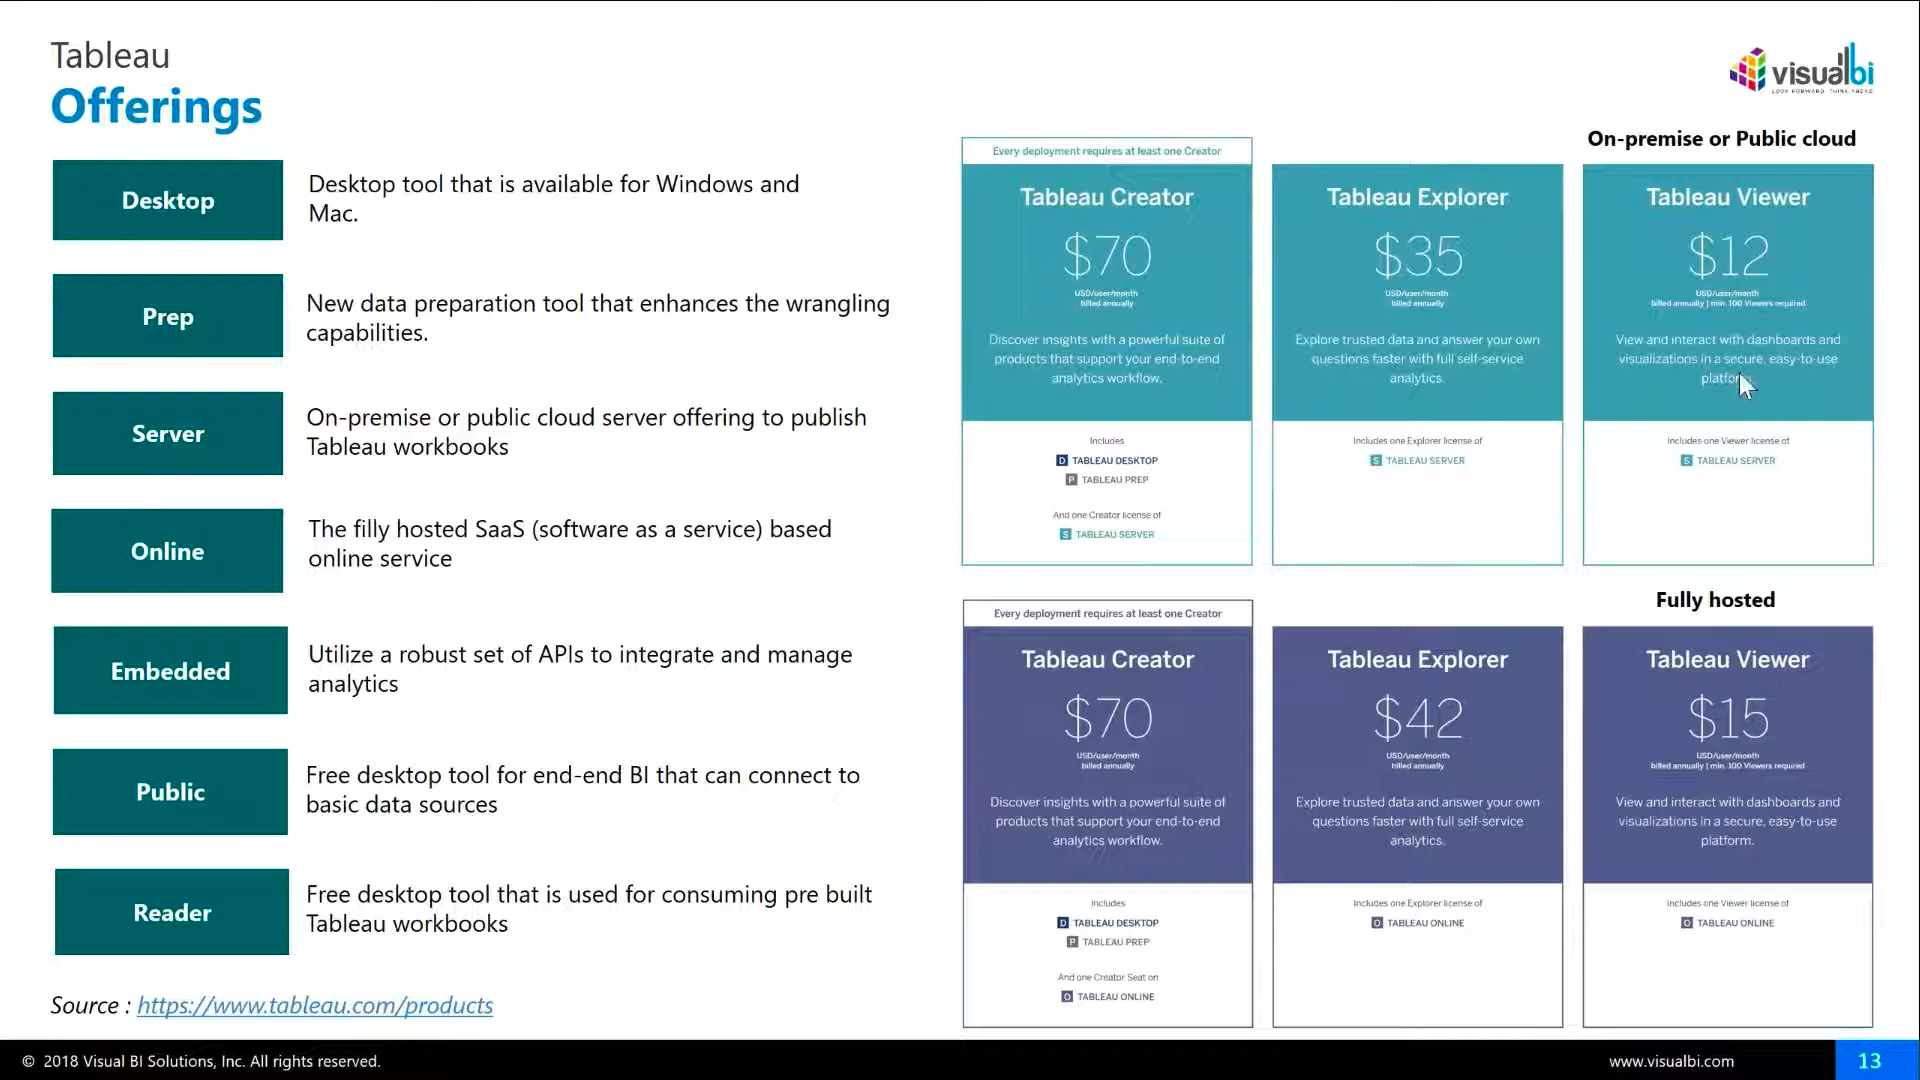 Tableau
Offerings
visualbi
LOOK FORWARD. THINK AHEAD.
Desktop
Desktop tool that is available for Windows and
Mac.
Prep
New data preparation tool that enhances the wrangling
capabilities.
Server
On-premise or public cloud server offering to publish
Tableau workbooks
Online
The filly hosted SaaS (software as a service) based
online service
Embedded
Utilize a robust set of APIs to integrate and manage
analytics
Public
Free desktop tool for end-end BI that can connect to
basic data sources
Reader
Free desktop tool that is used for consuming pre built
Tableau workbooks
Source : https://www.tableau.com/products
On-premise or Public cloud
Every deployment requires at least one Creator
Tableau Creator
$70
USD/user/month
billed annually
Discover insights with a powerful suite of
products that support your end-to-end
analytics workflow.
Includes
D TABLEAU DESKTOP
P TABLEAU PREP
And one Creator license of
S TABLEAU SERVER
Tableau Explorer
$35
USD/user/month
billed annually
Explore trusted data and answer your own
questions faster with full self-service
analytics.
Includes one Explorer license of
S TABLEAU SERVER
Tableau Viewer
$12
USD/user/month
billed annually | min. 100 Viewers required
View and interact with dashboards and
visualizations in a secure, easy-to-use
platform.
Includes one Viewer license of
S TABLEAU SERVER
Fully hosted
Every deployment requires at least one Creator
Tableau Creator
$70
USD/user/month
billed annually
Discover insights with a powerful suite of
products that support your end-to-end
analytics workflow.
Includes
D TABLEAU DESKTOP
P TABLEAU PREP
And one Creator Seat on
O TABLEAU ONLINE
Tableau Explorer
$42
USD/user/month
billed annually
Explore trusted data and answer your own
questions faster with full self-service
analytics.
Includes one Explorer license of
O TABLEAU ONLINE
Tableau Viewer
$15
USD/user/month
billed annually | min. 100 Viewers required
View and interact with dashboards and
visualizations in a secure, easy-to-use
platform.
Includes one Viewer license of
O TABLEAU ONLINE
© 2018 Visual BI Solutions, Inc. All rights reserved.
www.visualbi.com
13